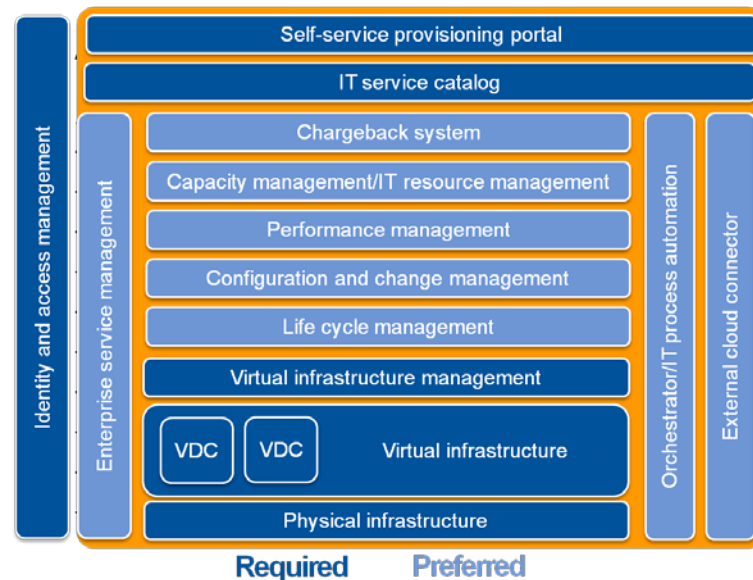 Self-service provisioning portal
IT service catalog
Identity and access management
Enterprise service management
Chargeback system
Capacity management/IT resource management
Performance management
Configuration and change management
Life cycle management
Virtual infrastructure management
VDC
VDC
Virtual infrastructure
Physical infrastructure
Orchestrator/IT process automation
External cloud connector
Required
Preferred